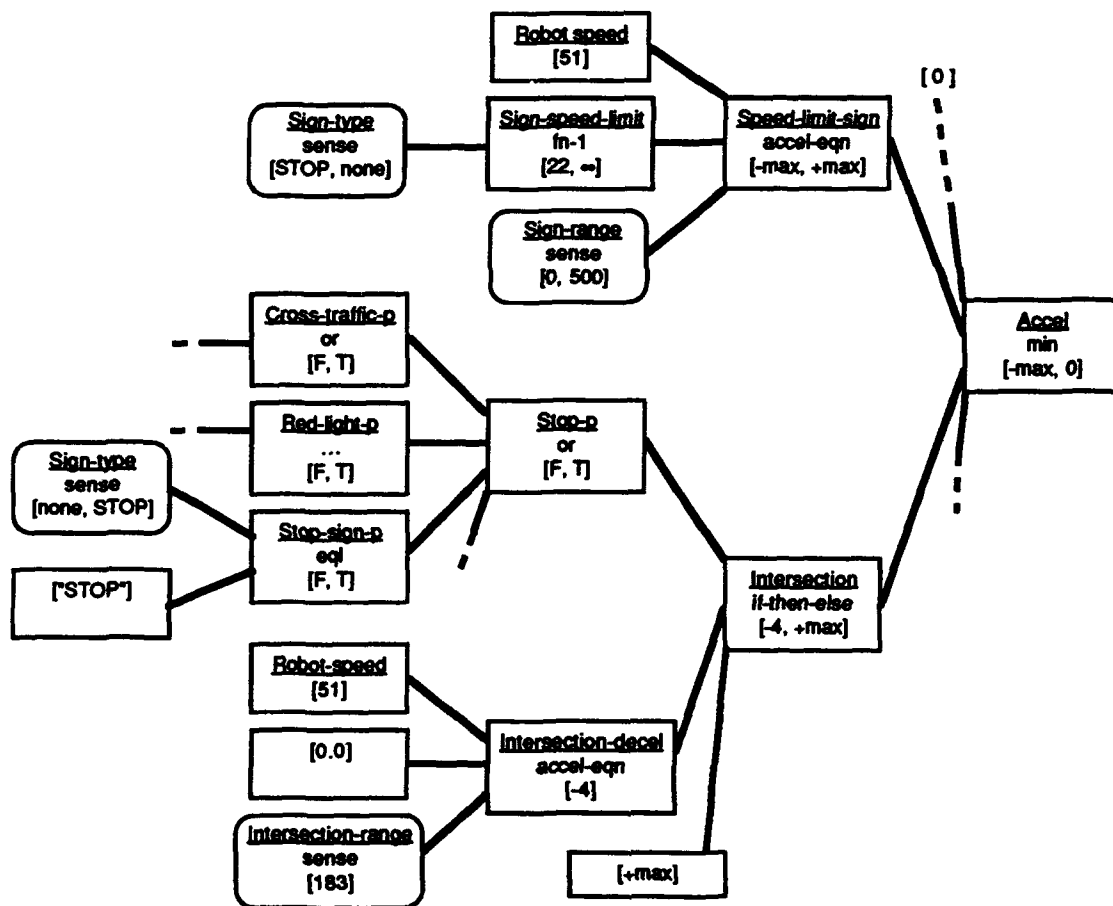 Robot speed
[51]
[ 0 ]
Sign-type
sense
[STOP, none]
Sign-speed-limit
fn-1
[22, ∞]
Speed-limit-sign
accel-eqn
[-max, +max]
Sign-range
sense
[0, 500]
Cross-traffic-p
or
[F, T]
Accel
min
[-max, 0]
Red-light-p
...
[F, T]
Stop-p
or
[F, T]
Sign-type
sense
[none, STOP]
Stop-sign-p
eql
[F, T]
["STOP"]
Intersection
if-then-else
[-4, +max]
Robot-speed
[51]
[0.0]
Intersection-decel
accel-eqn
[-4]
Intersection-range
sense
[183]
[+max]